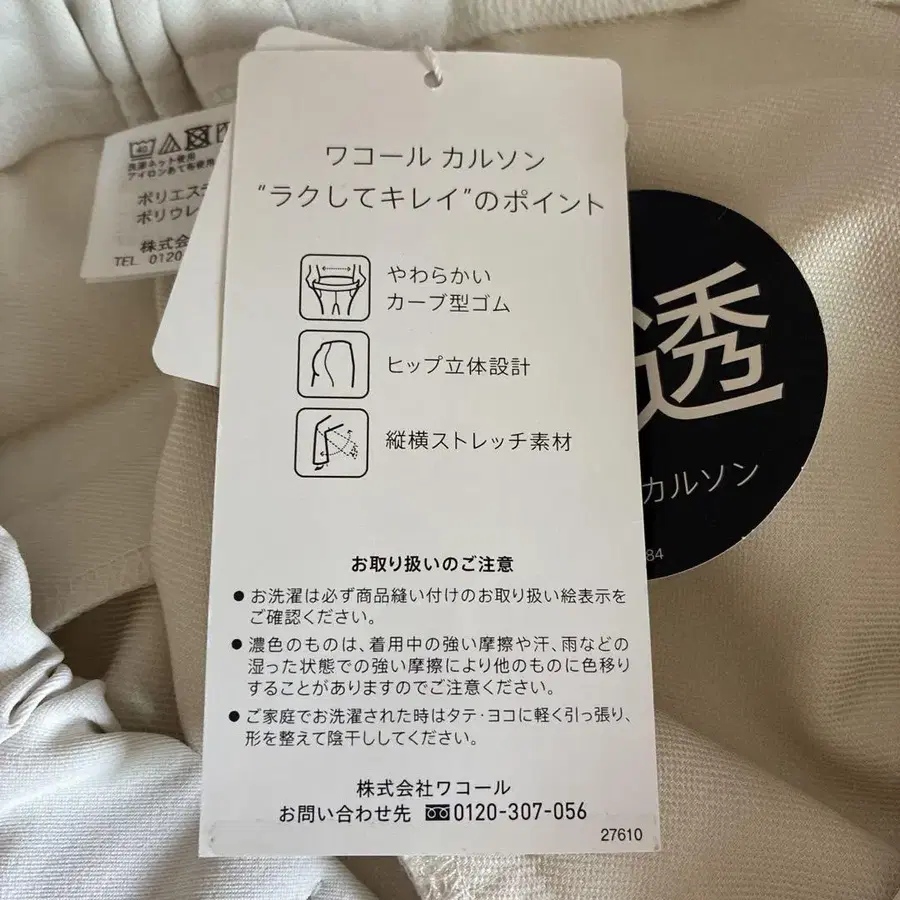 ワコール カルソン
"ラクしてキレイ"のポイント
やわらかい
カーブ型ゴム
ヒップ立体設計
縦横ストレッチ素材
お取り扱いのご注意
● お洗濯は必ず商品縫い付けのお取り扱い絵表示を
ご確認ください。
● 濃色のものは、着用中の強い摩擦や汗、雨などの
湿った状態での強い摩擦により他のものに色移り
することがありますのでご注意ください。
● ご家庭でお洗濯された時はタテ・ヨコに軽く引っ張り、
形を整えて陰干ししてください。
株式会社ワコール
お問い合わせ先 0120-307-056
27610
40
洗濯ネット使用
アイロンあて布使用
ポリエステ
ポリウレ
株式会
TEL 0120
透
カルソン
84